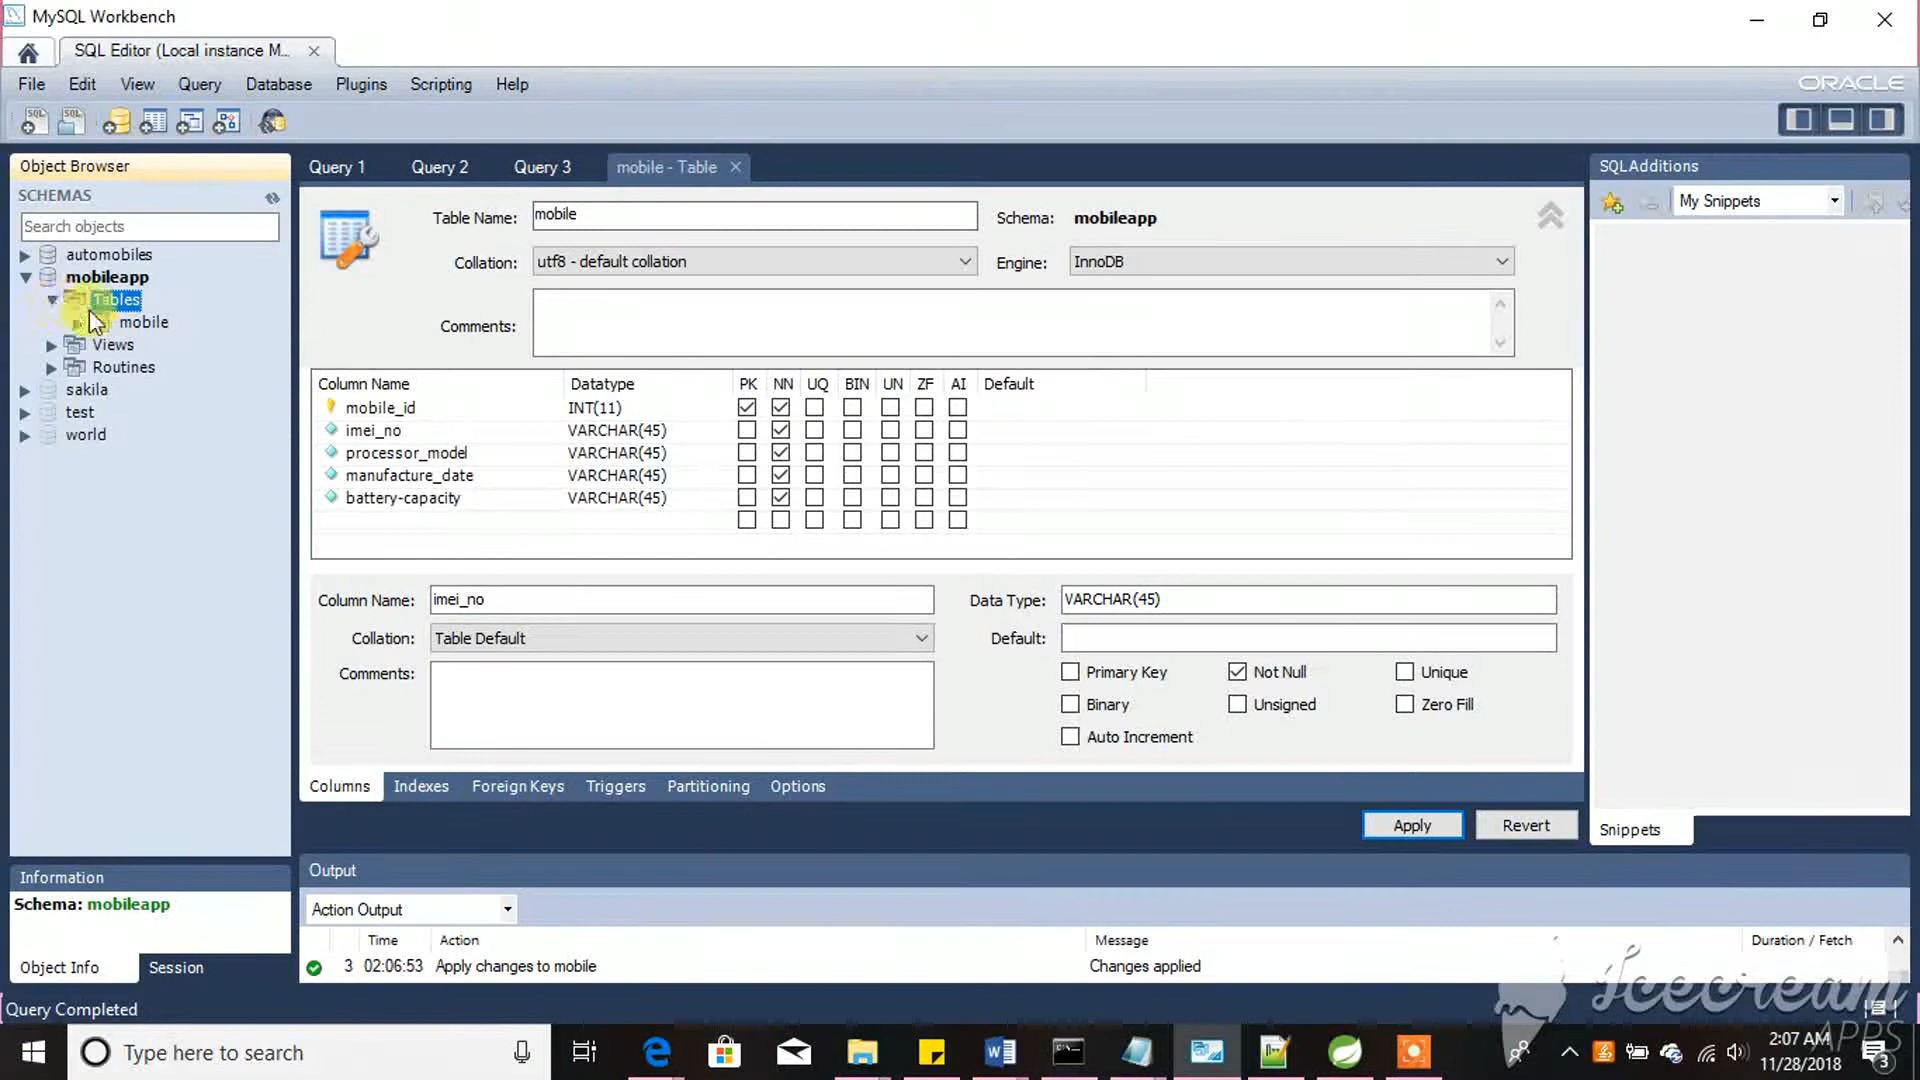 MySQL Workbench
SQL Editor (Local instance M...
File Edit View Query Database Plugins Scripting Help
ORACLE
SQL SQL
Object Browser
SCHEMAS
Search objects
automobiles
mobileapp
Tables
mobile
Views
Routines
sakila
test
world
Information
Schema: mobileapp
Object Info Session
Query Completed
Query 1 Query 2 Query 3 mobile - Table
Table Name: mobile Schema: mobileapp
Collation: utf8 - default collation Engine: InnoDB
Comments:
Column Name Datatype PK NN UQ BIN UN ZF AI Default
mobile_id INT(11)
imei_no VARCHAR(45)
processor_model VARCHAR(45)
manufacture_date VARCHAR(45)
battery-capacity VARCHAR(45)
Column Name: imei_no Data Type: VARCHAR(45)
Collation: Table Default Default:
Comments: Primary Key Not Null Unique
Binary Unsigned Zero Fill
Auto Increment
Columns Indexes Foreign Keys Triggers Partitioning Options
Apply Revert
Output
Action Output
Time Action Message Duration / Fetch
3 02:06:53 Apply changes to mobile Changes applied
SQL Additions
My Snippets
Snippets
Icecream
APPS
Type here to search
2:07 AM
11/28/2018
3